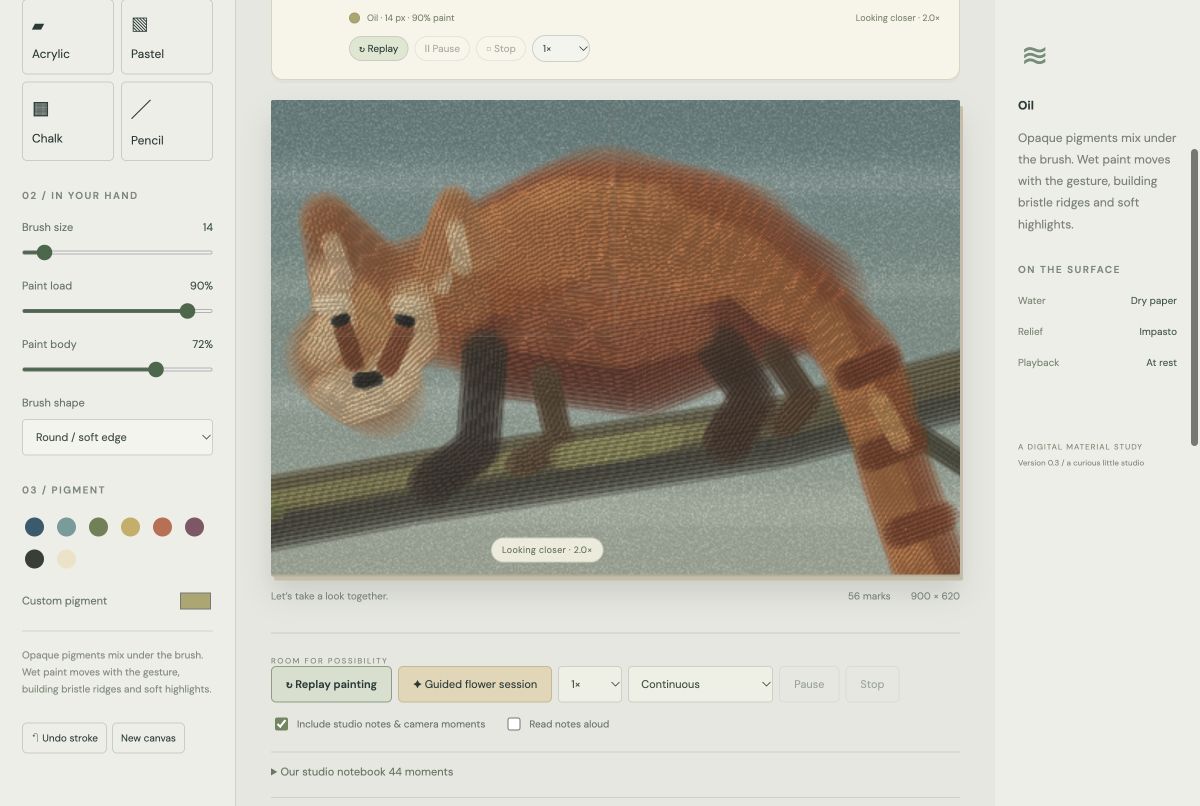 Acrylic
Pastel
Chalk
Pencil
02 / IN YOUR HAND
Brush size 14
Paint load 90%
Paint body 72%
Brush shape
Round / soft edge
03 / PIGMENT
Custom pigment
Opaque pigments mix under the brush.
Wet paint moves with the gesture,
building bristle ridges and soft highlights.
Undo stroke
New canvas
Oil · 14 px · 90% paint
Looking closer · 2.0×
↻ Replay
II Pause
□ Stop
1×
Looking closer · 2.0×
Let's take a look together.
56 marks
900 × 620
ROOM FOR POSSIBILITY
↻ Replay painting
✦ Guided flower session
1×
Continuous
Pause
Stop
Include studio notes & camera moments
Read notes aloud
Our studio notebook 44 moments
Oil
Opaque pigments mix under
the brush. Wet paint moves
with the gesture, building
bristle ridges and soft
highlights.
ON THE SURFACE
Water Dry paper
Relief Impasto
Playback At rest
A DIGITAL MATERIAL STUDY
Version 0.3 / a curious little studio